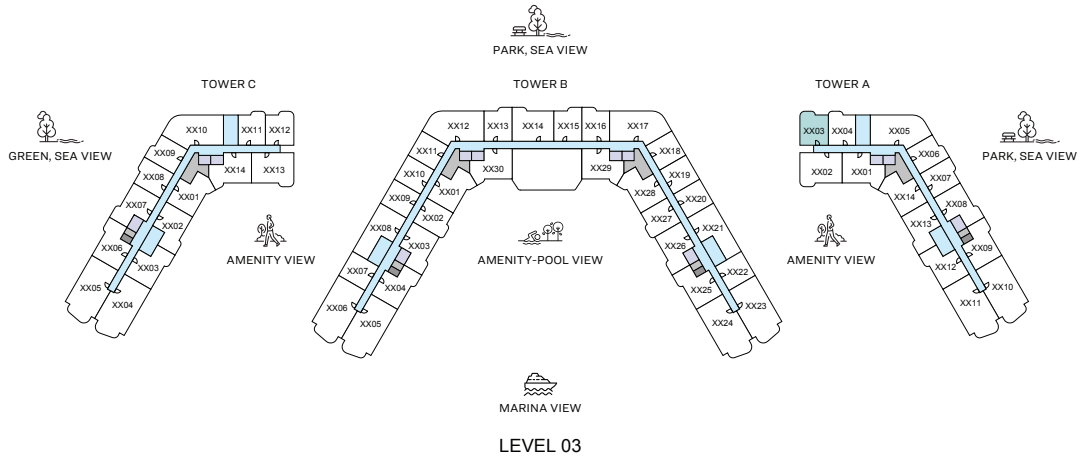 PARK, SEA VIEW
TOWER C
TOWER B
TOWER A
GREEN, SEA VIEW
PARK, SEA VIEW
XX10
XX11
XX12
XX09
XX14
XX13
XX08
XX01
XX07
XX02
XX06
XX03
XX05
XX04
AMENITY VIEW
XX12
XX13
XX14
XX15
XX16
XX17
XX11
XX30
XX29
XX18
XX10
XX01
XX28
XX19
XX09
XX02
XX27
XX20
XX08
XX03
XX26
XX21
XX07
XX04
XX25
XX22
XX06
XX05
XX24
XX23
AMENITY-POOL VIEW
XX03
XX04
XX05
XX02
XX01
XX06
XX14
XX07
XX13
XX08
XX12
XX09
XX11
XX10
AMENITY VIEW
MARINA VIEW
LEVEL 03